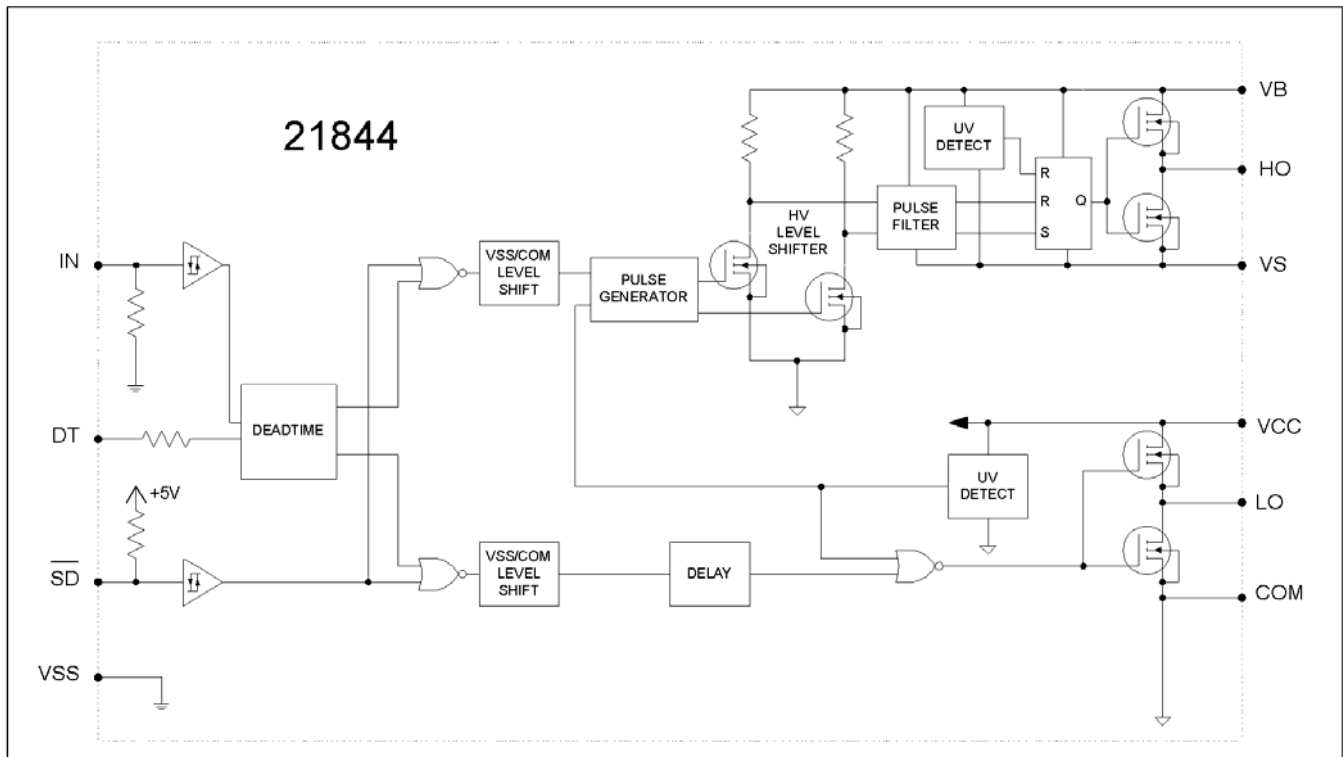 21844
VB
UV
DETECT
R
R
Q
S
HO
PULSE
FILTER
HV
LEVEL
SHIFTER
VS
IN
VSS/COM
LEVEL
SHIFT
PULSE
GENERATOR
DEADTIME
DT
+5V
VCC
UV
DETECT
LO
SD
VSS/COM
LEVEL
SHIFT
DELAY
COM
VSS